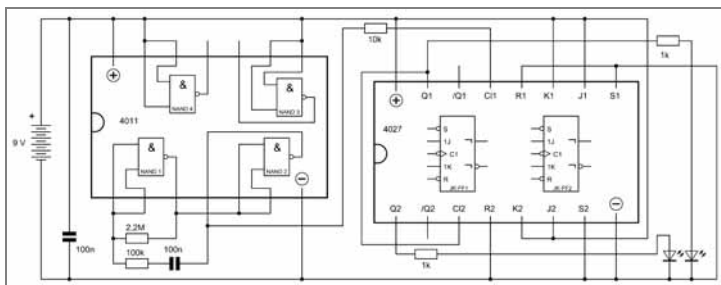 10k
1k
+
9 V
100n
4011
&
NAND 4
&
NAND 3
&
NAND 1
&
NAND 2
2,2M
100k
100n
Q1 /Q1 Cl1 R1 K1 J1 S1
4027
S
1J
C1
1K
R
JK-FF1
S
1J
C1
1K
R
JK-FF2
Q2 /Q2 Cl2 R2 K2 J2 S2
1k